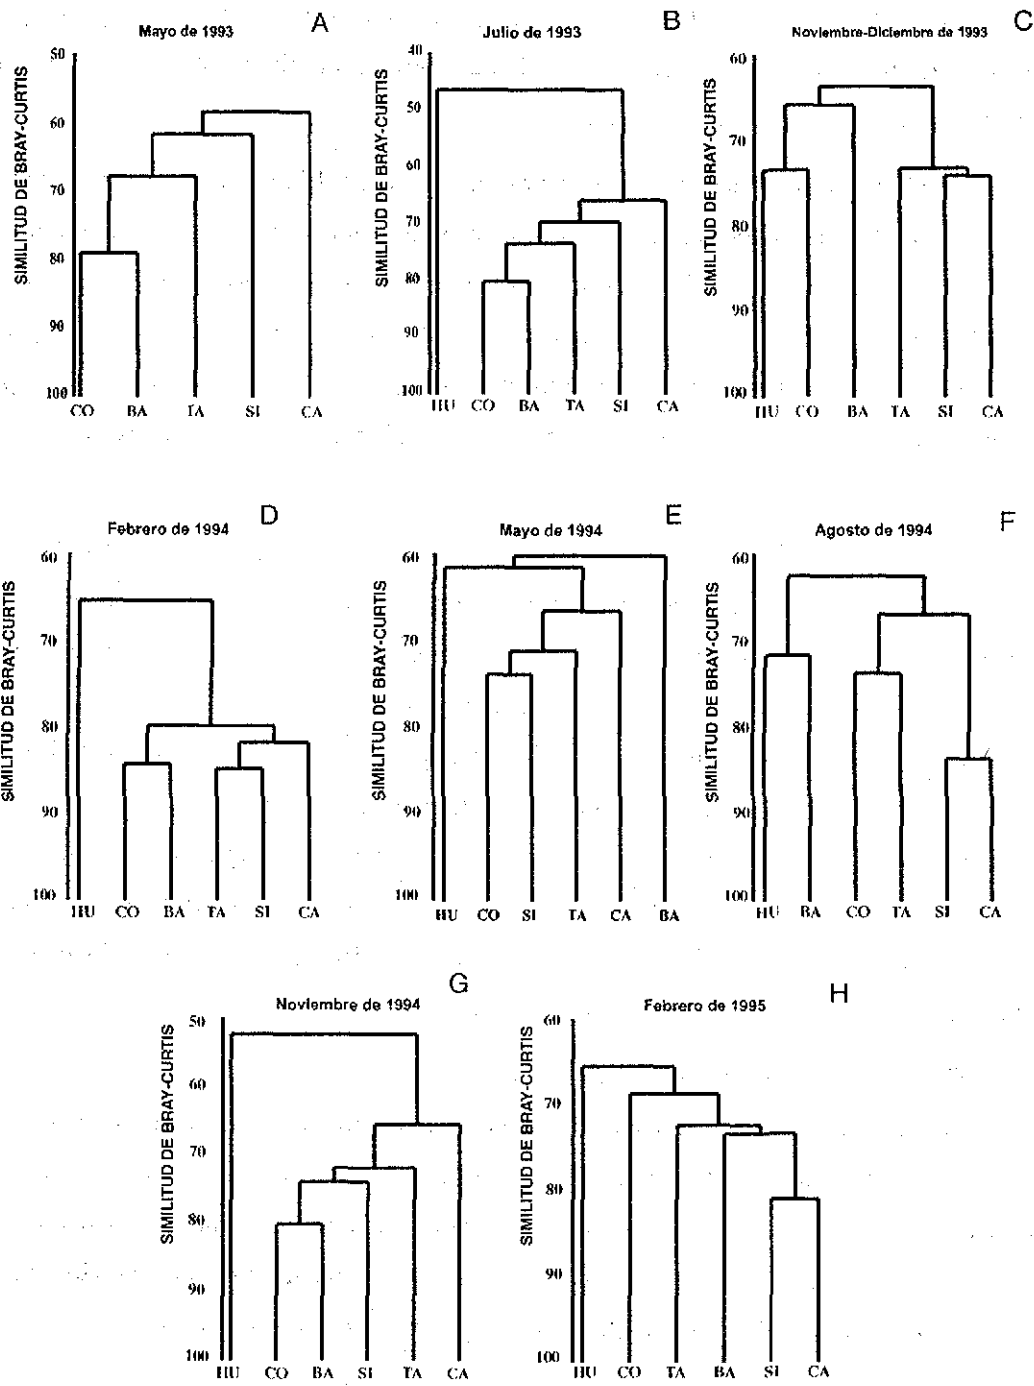 Mayo de 1993
A
SIMILITUD DE BRAY-CURTIS
50
60
70
80
90
100
CO BA TA SI CA
Julio de 1993
B
SIMILITUD DE BRAY-CURTIS
40
50
60
70
80
90
100
HU CO BA TA SI CA
Noviembre-Diciembre de 1993
C
SIMILITUD DE BRAY-CURTIS
60
70
80
90
100
HU CO BA TA SI CA
Febrero de 1994
D
SIMILITUD DE BRAY-CURTIS
60
70
80
90
100
HU CO BA TA SI CA
Mayo de 1994
E
SIMILITUD DE BRAY-CURTIS
60
70
80
90
100
HU CO SI TA CA BA
Agosto de 1994
F
SIMILITUD DE BRAY-CURTIS
60
70
80
90
100
HU BA CO TA SI CA
Noviembre de 1994
G
SIMILITUD DE BRAY-CURTIS
50
60
70
80
90
100
HU CO BA SI TA CA
Febrero de 1995
H
SIMILITUD DE BRAY-CURTIS
60
70
80
90
100
HU CO TA BA SI CA